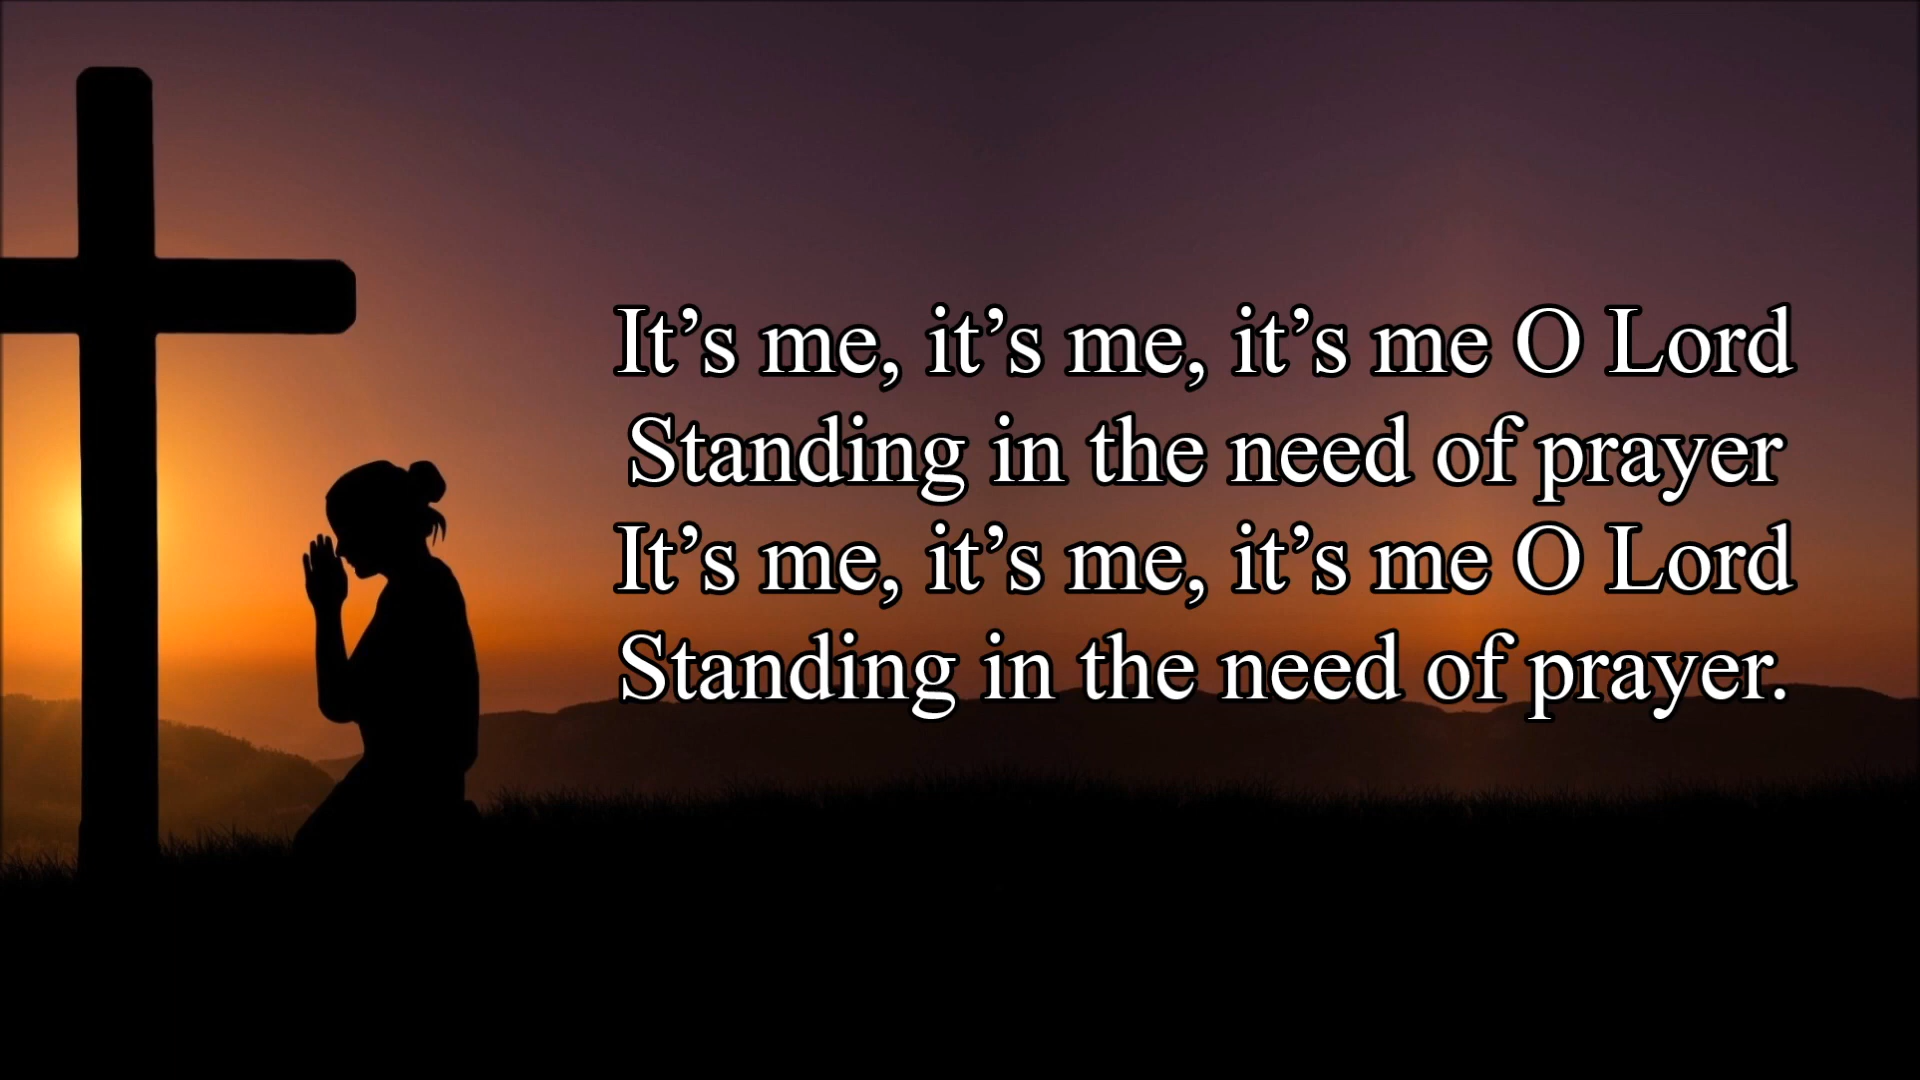 It’s me, it’s me, it’s me O Lord
Standing in the need of prayer
It’s me, it’s me, it’s me O Lord
Standing in the need of prayer.